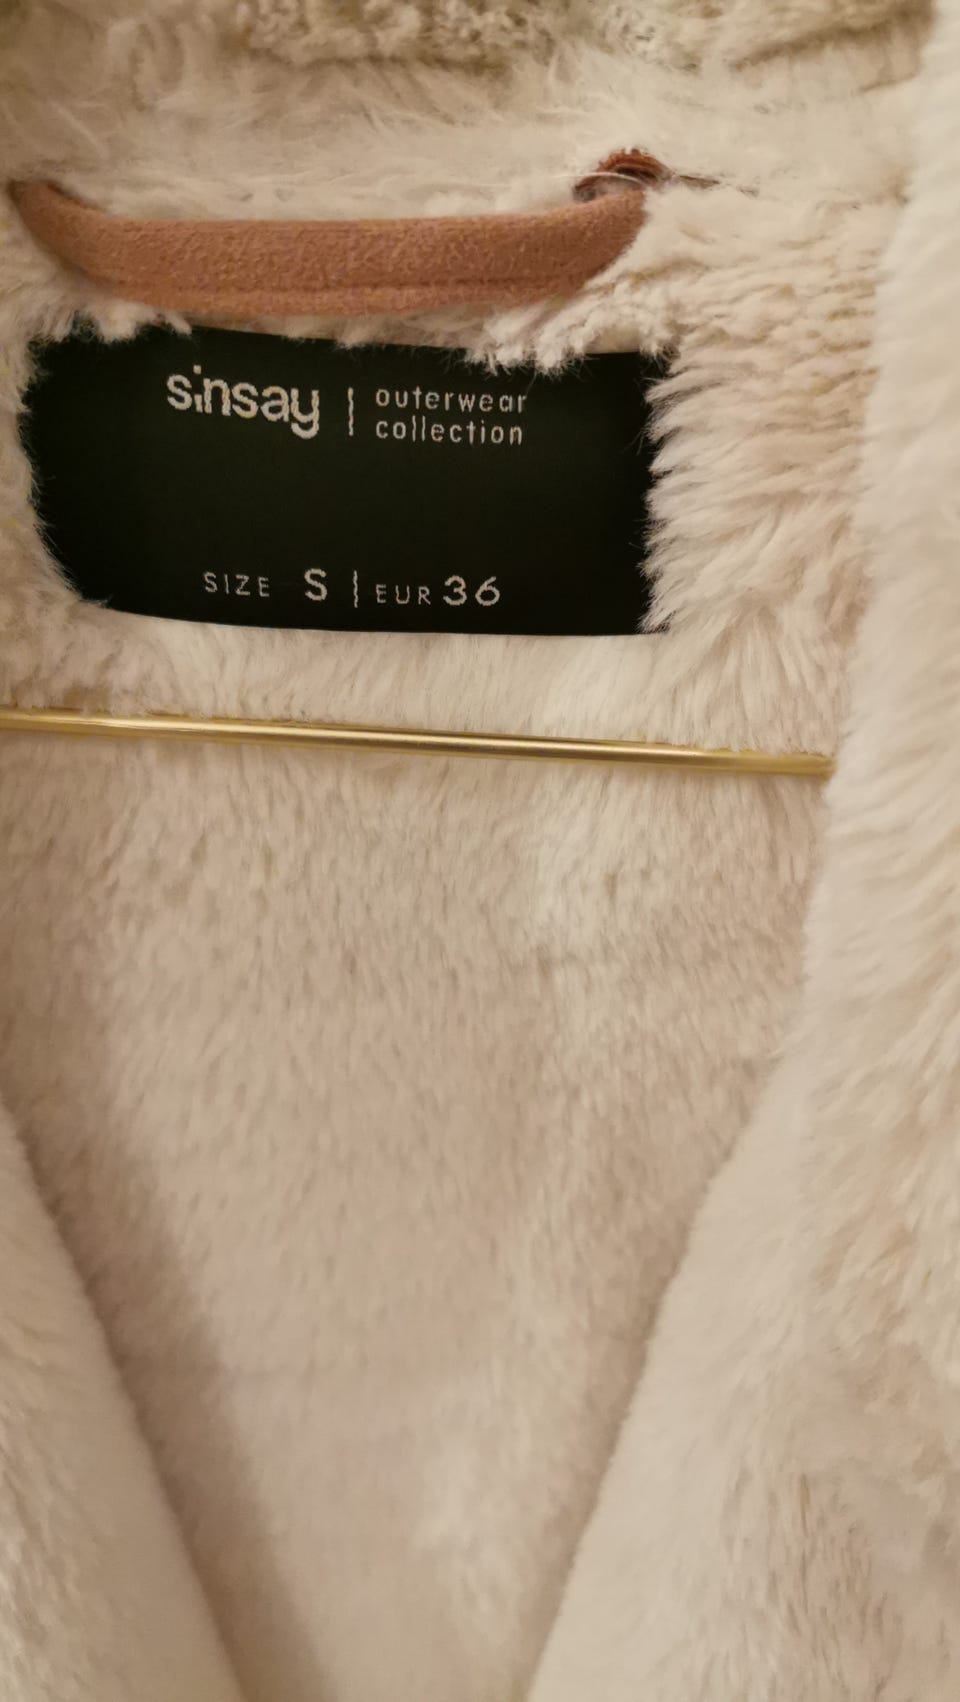 sinsay | outerwear
collection
SIZE S | EUR 36